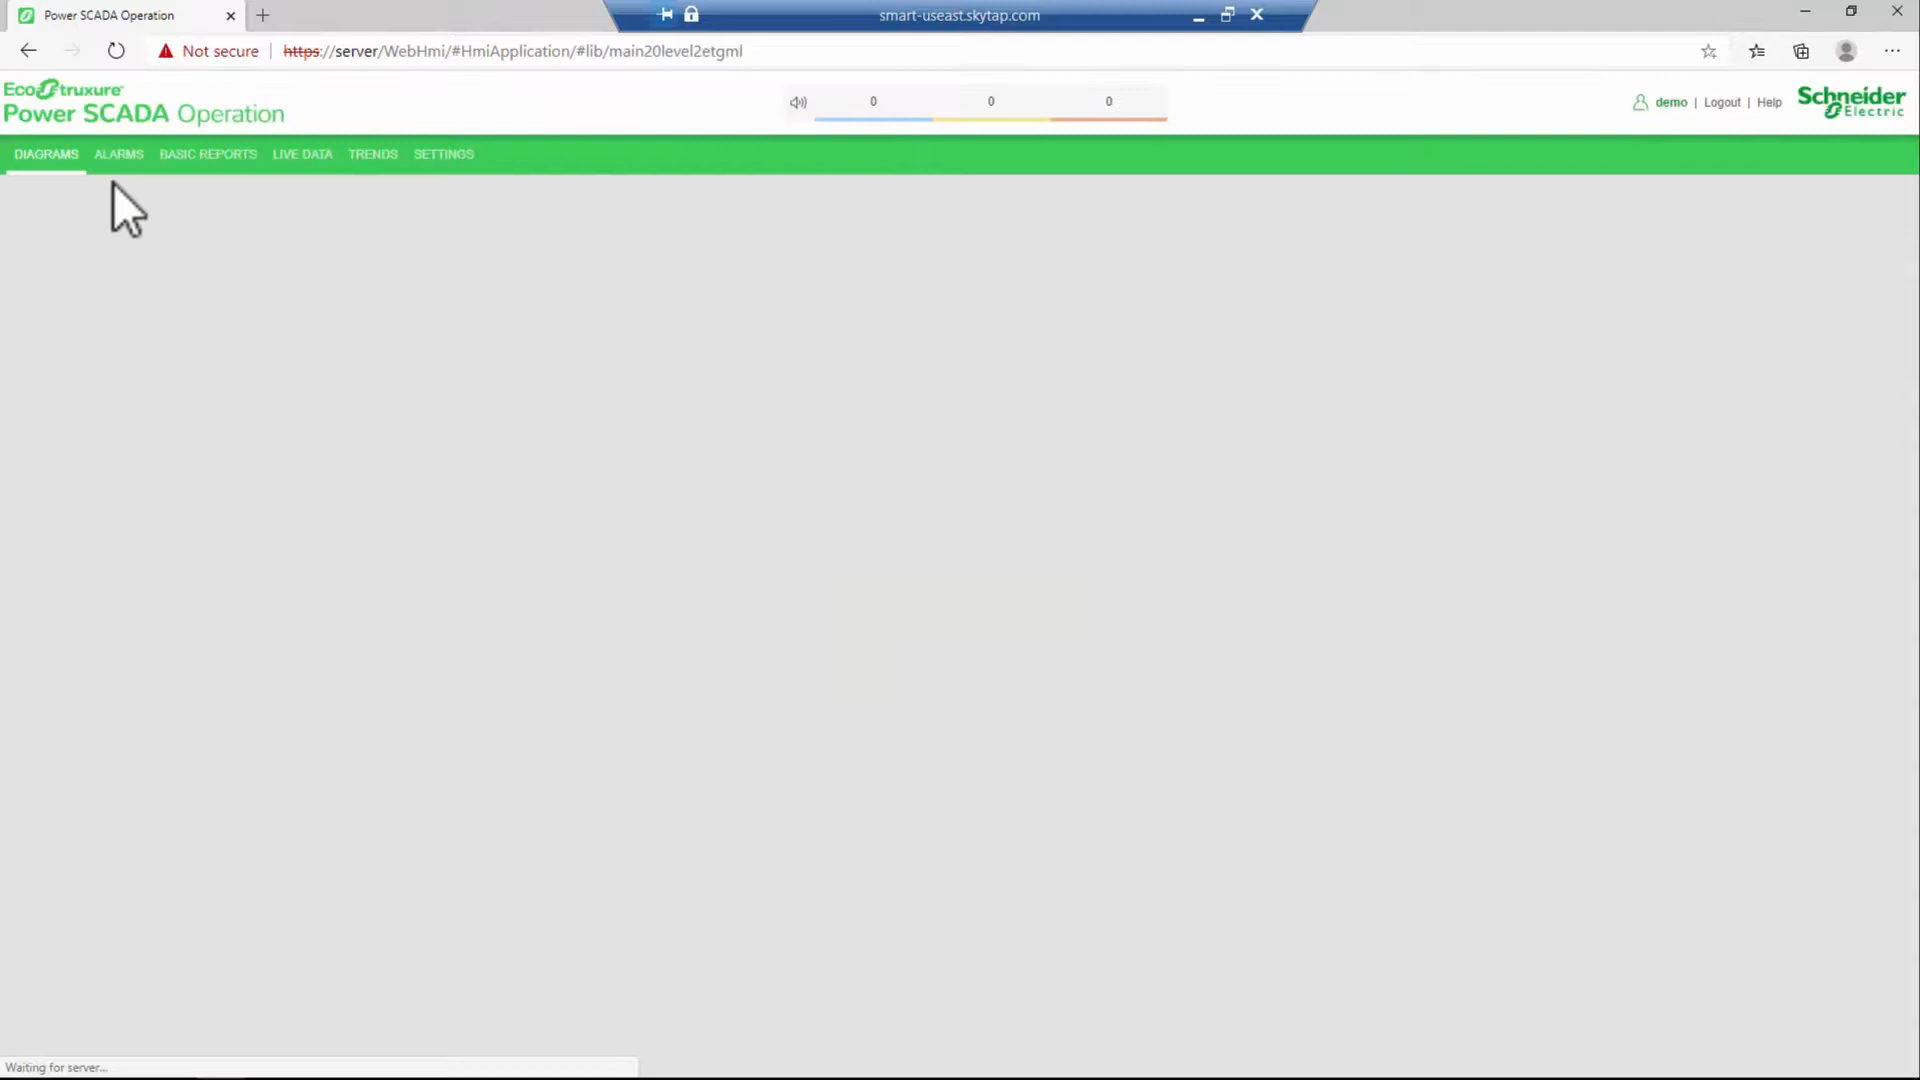 Power SCADA Operation
smart-useast.skytap.com
Not secure
https://server/WebHmi/#HmiApplication/#lib/main20level2etgml
EcoStruxure
Power SCADA Operation
0 0 0
demo | Logout | Help
Schneider
Electric
DIAGRAMS ALARMS BASIC REPORTS LIVE DATA TRENDS SETTINGS
Waiting for server...